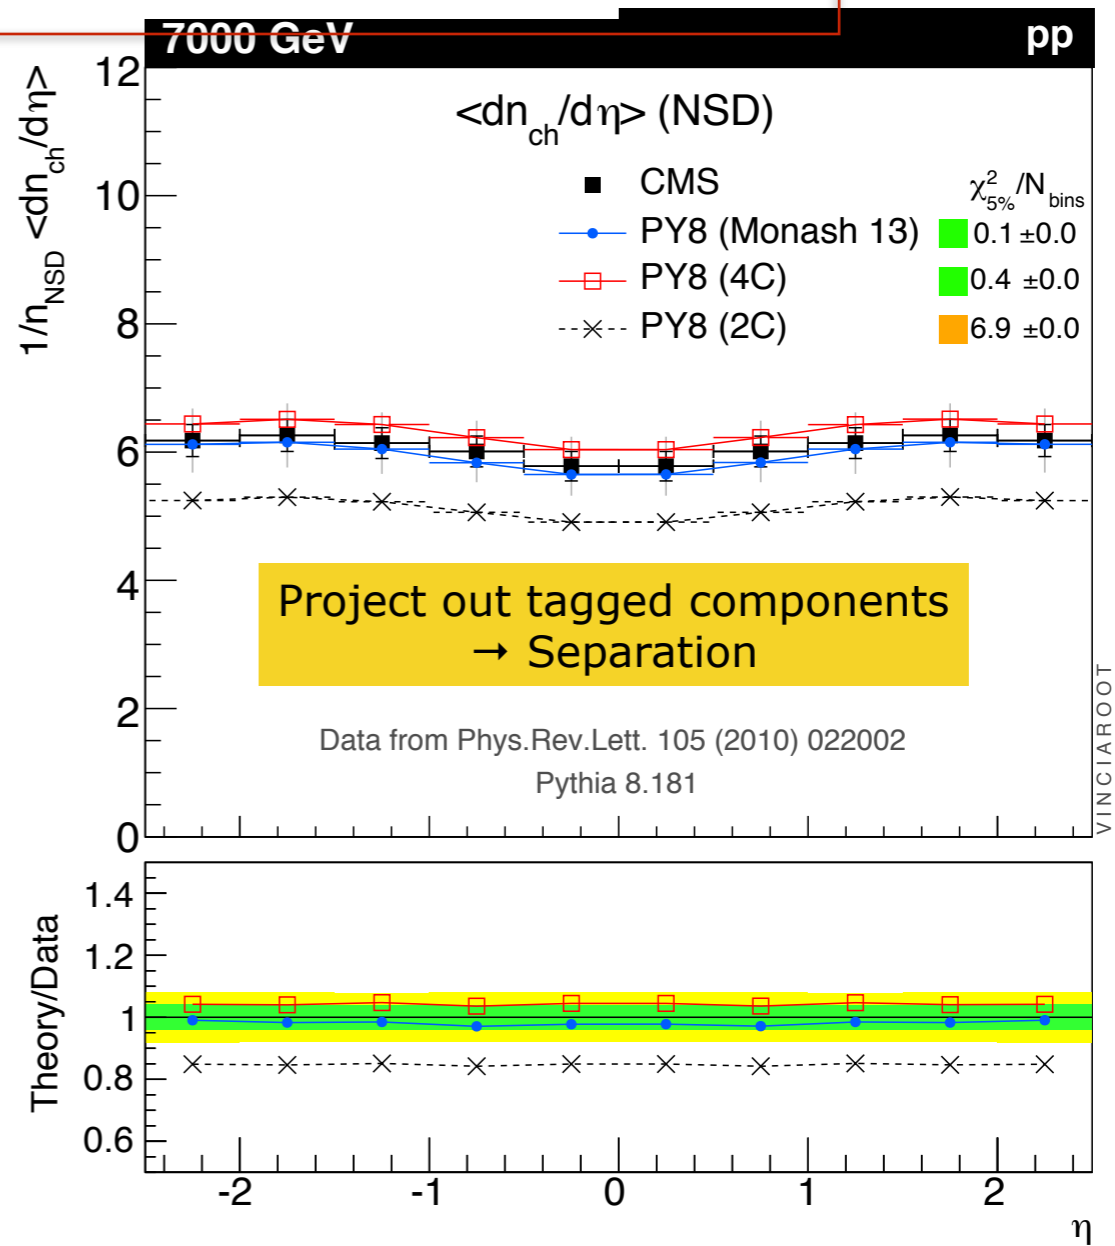 7000 GeV pp
<dn_ch/dη> (NSD)
1/n_NSD <dn_ch/dη>
CMS
χ²_5%/N_bins
PY8 (Monash 13) 0.1 ±0.0
PY8 (4C) 0.4 ±0.0
PY8 (2C) 6.9 ±0.0
12
10
8
6
4
2
0
Project out tagged components
→ Separation
Data from Phys.Rev.Lett. 105 (2010) 022002
Pythia 8.181
VINCIAROOT
Theory/Data
1.4
1.2
1
0.8
0.6
-2 -1 0 1 2
η